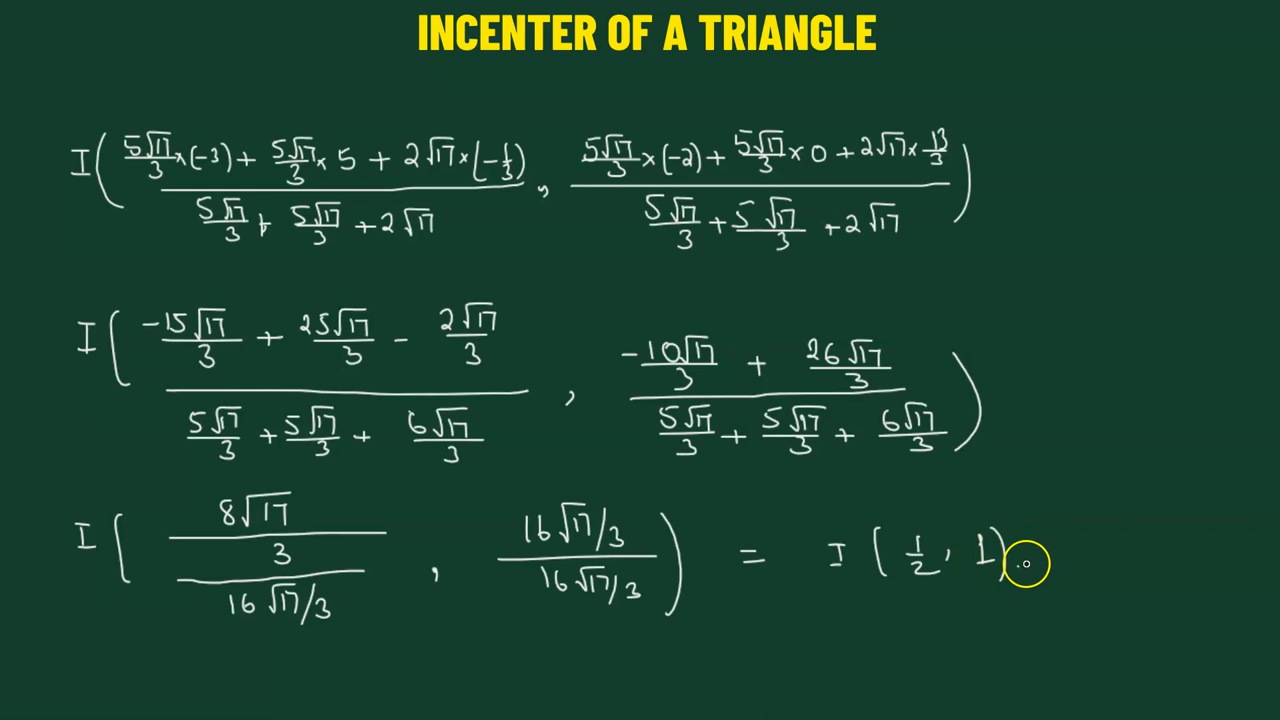 INCENTER OF A TRIANGLE
I( (5√17/3 × (-3) + 5√17/3 × 5 + 2√17 × (-1/3)) / (5√17/3 + 5√17/3 + 2√17) , (5√17/3 × (-2) + 5√17/3 × 0 + 2√17 × 13/3) / (5√17/3 + 5√17/3 + 2√17) )
I( (-15√17/3 + 25√17/3 - 2√17/3) / (5√17/3 + 5√17/3 + 6√17/3) , (-10√17/3 + 26√17/3) / (5√17/3 + 5√17/3 + 6√17/3) )
I( (8√17/3) / (16√17/3) , (16√17/3) / (16√17/3) ) = I(1/2, 1).